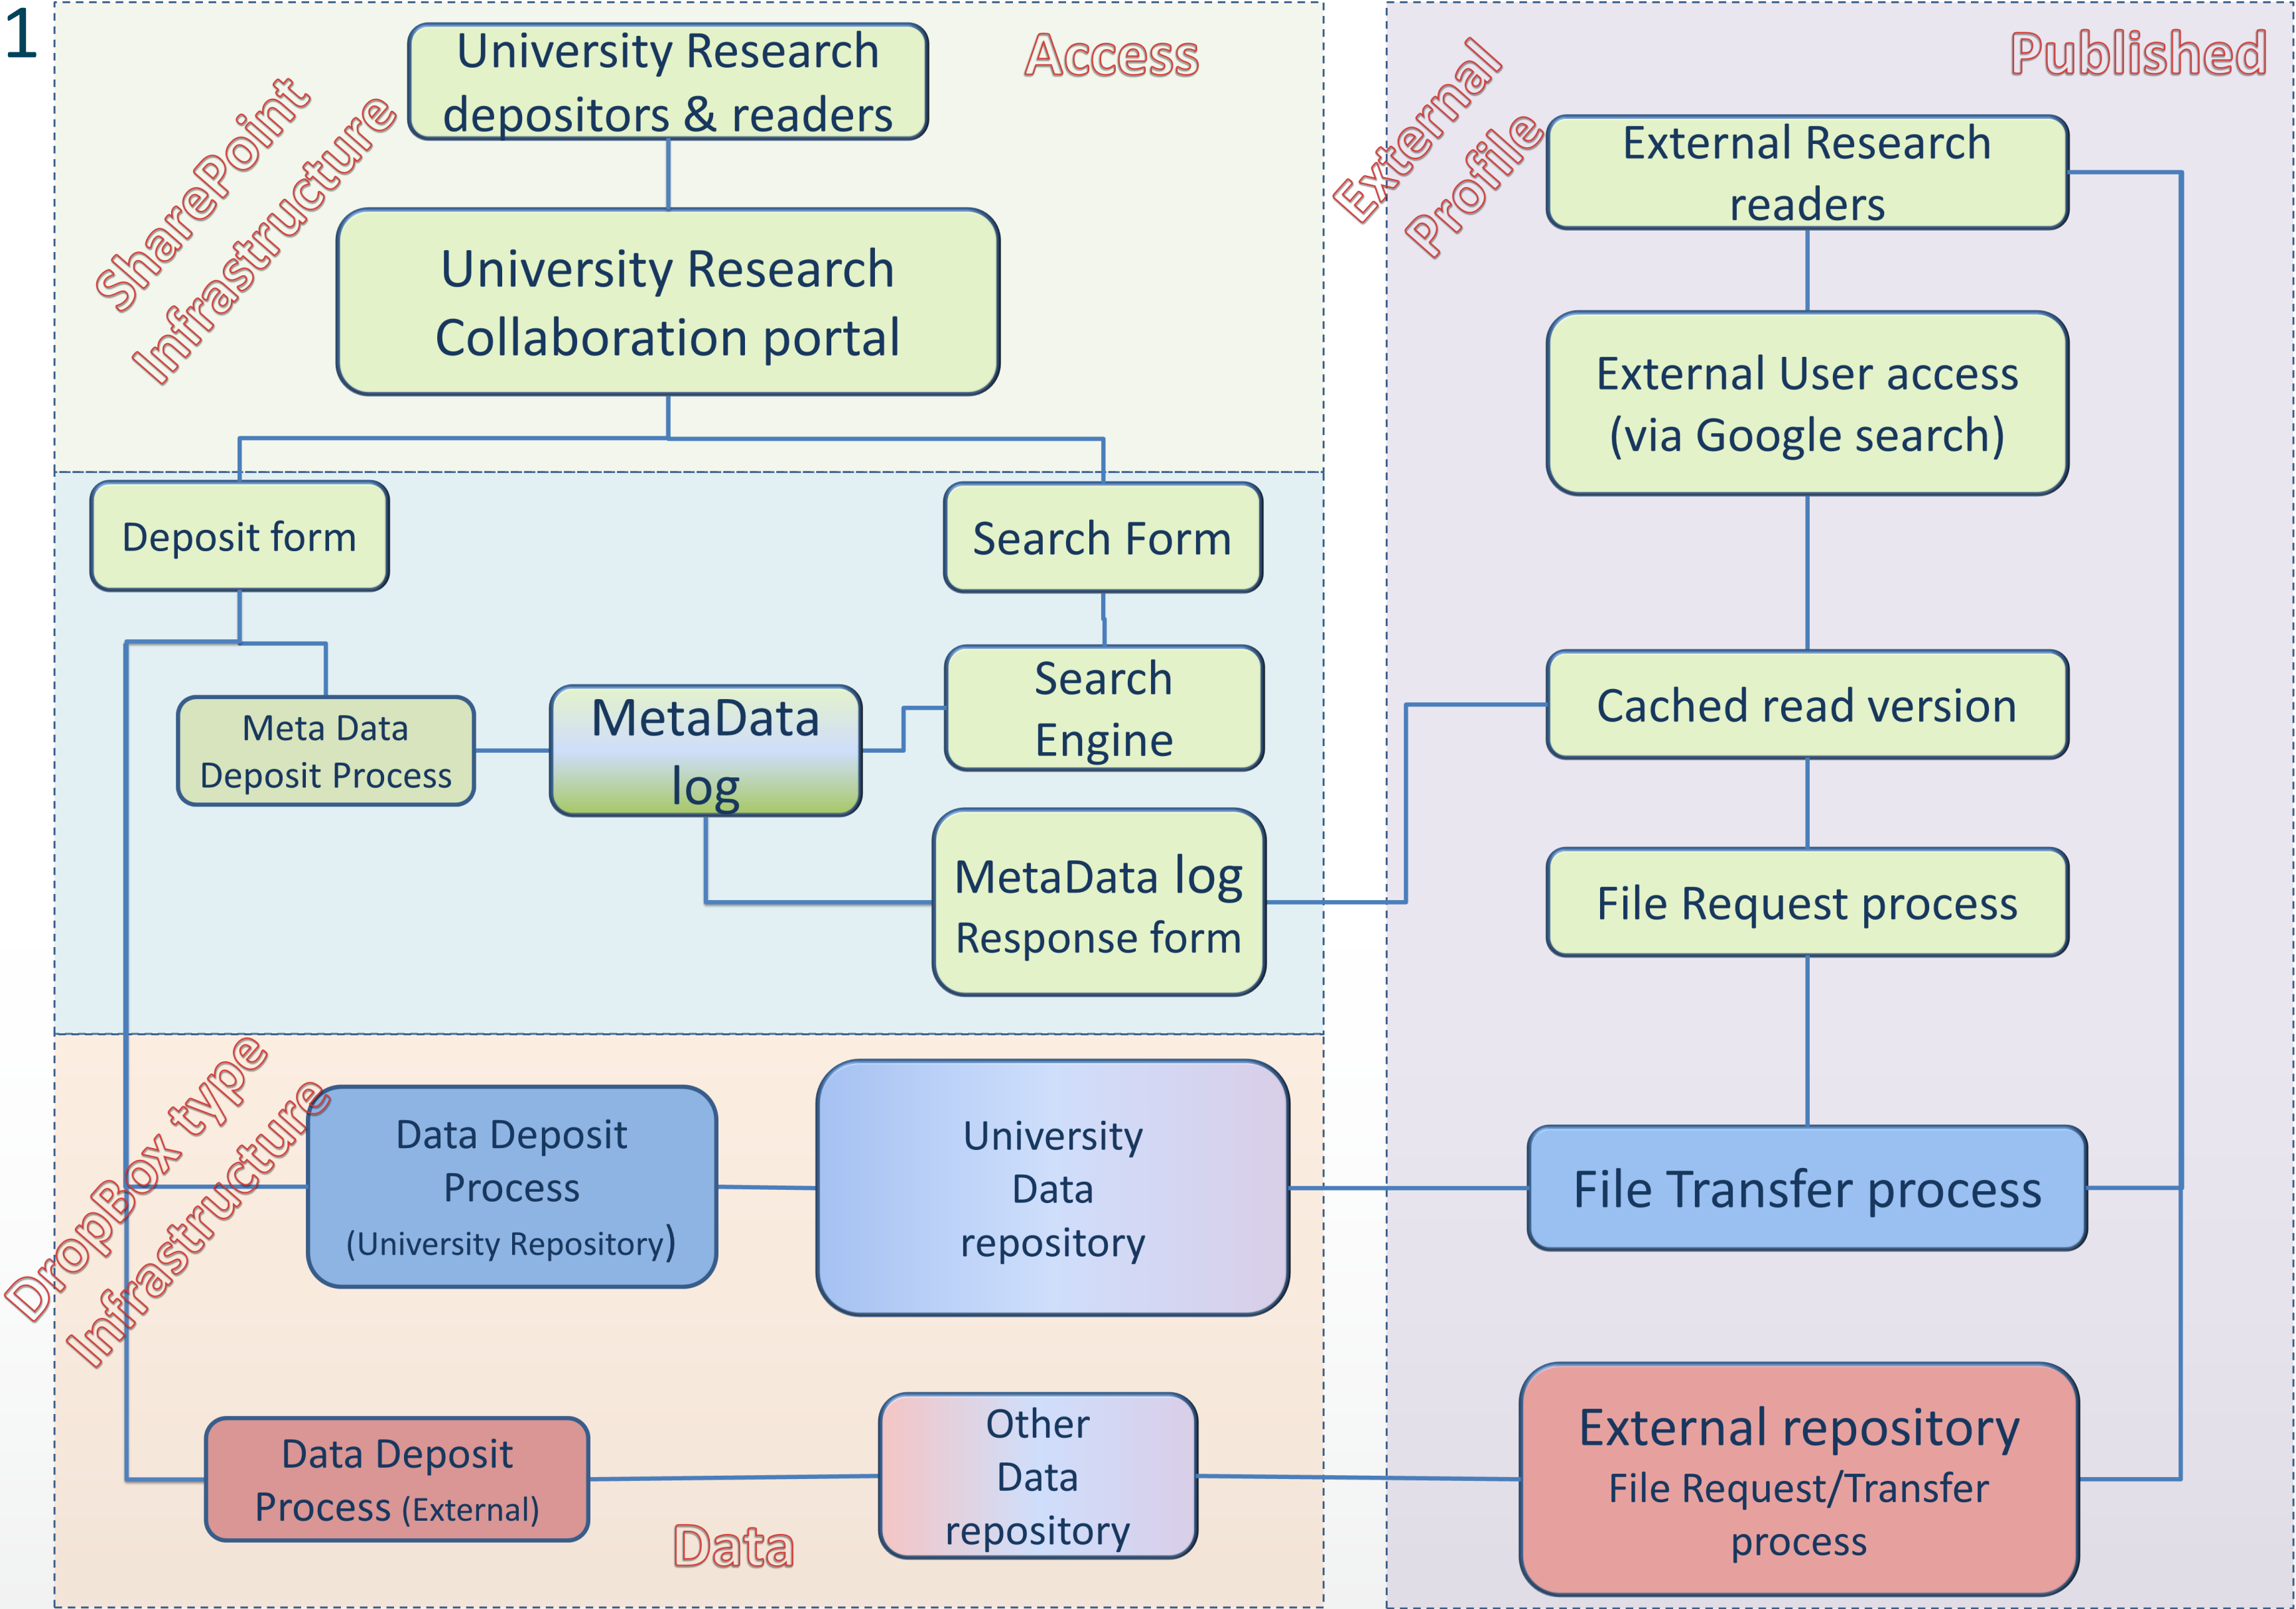 1
University Research
depositors & readers
Access
SharePoint
Infrastructure
University Research
Collaboration portal
Deposit form
Search Form
Meta Data
Deposit Process
MetaData
log
Search
Engine
MetaData log
Response form
DropBox type
Infrastructure
Data Deposit
Process
(University Repository)
University
Data
repository
Data Deposit
Process (External)
Other
Data
repository
Data
External
Profile
Published
External Research
readers
External User access
(via Google search)
Cached read version
File Request process
File Transfer process
External repository
File Request/Transfer
process